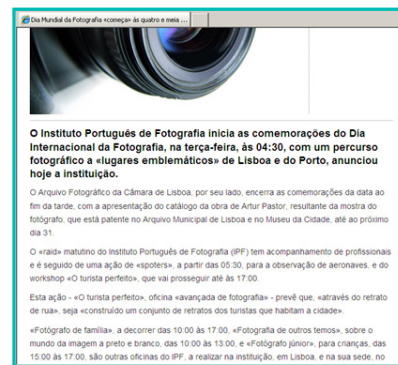 Dia Mundial da Fotografia «começa» às quatro e meia ...
O Instituto Português de Fotografia inicia as comemorações do Dia
Internacional da Fotografia, na terça-feira, às 04:30, com um percurso
fotográfico a «lugares emblemáticos» de Lisboa e do Porto, anunciou
hoje a instituição.
O Arquivo Fotográfico da Câmara de Lisboa, por seu lado, encerra as comemorações da data ao
fim da tarde, com a apresentação do catálogo da obra de Artur Pastor, resultante da mostra do
fotógrafo, que está patente no Arquivo Municipal de Lisboa e no Museu da Cidade, até ao próximo
dia 31.
O «raid» matutino do Instituto Português de Fotografia (IPF) tem acompanhamento de profissionais
e é seguido de uma ação de «spoters», a partir das 05:30, para a observação de aeronaves, e do
workshop «O turista perfeito», que vai prosseguir até às 17:00.
Esta ação - «O turista perfeito», oficina «avançada de fotografia» - prevê que, «através do retrato
de rua», seja «construído um conjunto de retratos dos turistas que habitam a cidade».
«Fotógrafo de família», a decorrer das 10:00 às 17:00, «Fotografia de outros temos», sobre o
mundo da imagem a preto e branco, das 10:00 às 13:00, e «Fotógrafo júnior», para crianças, das
15:00 às 17:00, são outras oficinas do IPF, a realizar na instituição, em Lisboa, e na sua sede, no